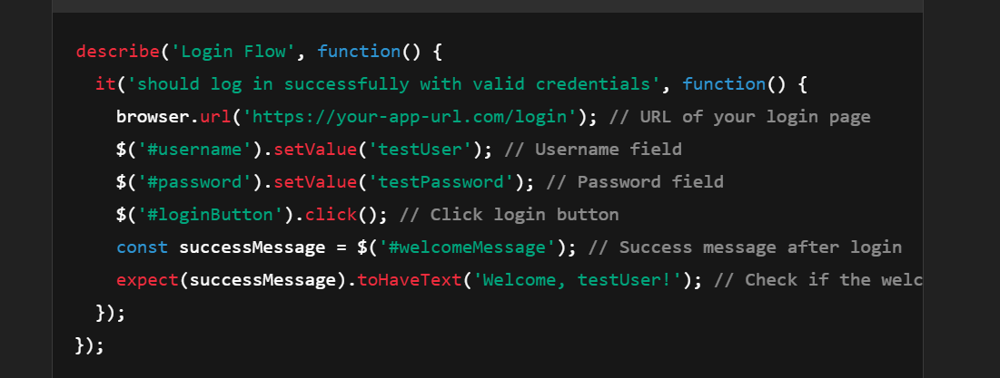 describe('Login Flow', function() {
  it('should log in successfully with valid credentials', function() {
    browser.url('https://your-app-url.com/login'); // URL of your login page
    $('#username').setValue('testUser'); // Username field
    $('#password').setValue('testPassword'); // Password field
    $('#loginButton').click(); // Click login button
    const successMessage = $('#welcomeMessage'); // Success message after login
    expect(successMessage).toHaveText('Welcome, testUser!'); // Check if the welc
  });
});